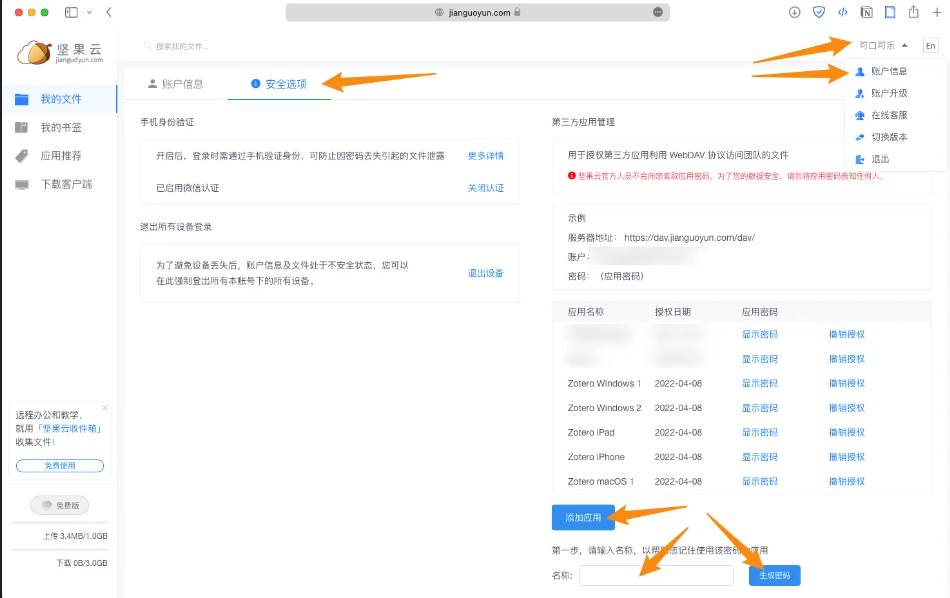 jianguoyun.com
坚果云
jianguoyun.com
搜索我的文件...
可口可乐
En
我的文件
我的书签
应用推荐
下载客户端
账户信息
安全选项
账户信息
账户升级
在线客服
切换版本
退出
手机身份验证
开启后，登录时需通过手机验证身份，可防止因密码丢失引起的文件泄露
更多详情
已启用微信认证
关闭认证
退出所有设备登录
为了避免设备丢失后，账户信息及文件处于不安全状态，您可以
在此强制登出所有本账号下的所有设备。
退出设备
第三方应用管理
用于授权第三方应用利用 WebDAV 协议访问团队的文件
坚果云官方人员不会向您索取应用密码。为了您的数据安全，请勿将应用密码告知任何人。
示例
服务器地址： https://dav.jianguoyun.com/dav/
账户：
密码：（应用密码）
应用名称 授权日期 应用密码
显示密码 撤销授权
显示密码 撤销授权
Zotero Windows 1 2022-04-08 显示密码 撤销授权
Zotero Windows 2 2022-04-08 显示密码 撤销授权
Zotero iPad 2022-04-08 显示密码 撤销授权
Zotero iPhone 2022-04-08 显示密码 撤销授权
Zotero macOS 1 2022-04-08 显示密码 撤销授权
添加应用
第一步，请输入名称，以帮 您记住使用该密码 应用
名称:
生成密码
远程办公和教学，
就用「坚果云收件箱」
收集文件！
免费使用
免费版
上传 3.4MB/1.0GB
下载 0B/3.0GB